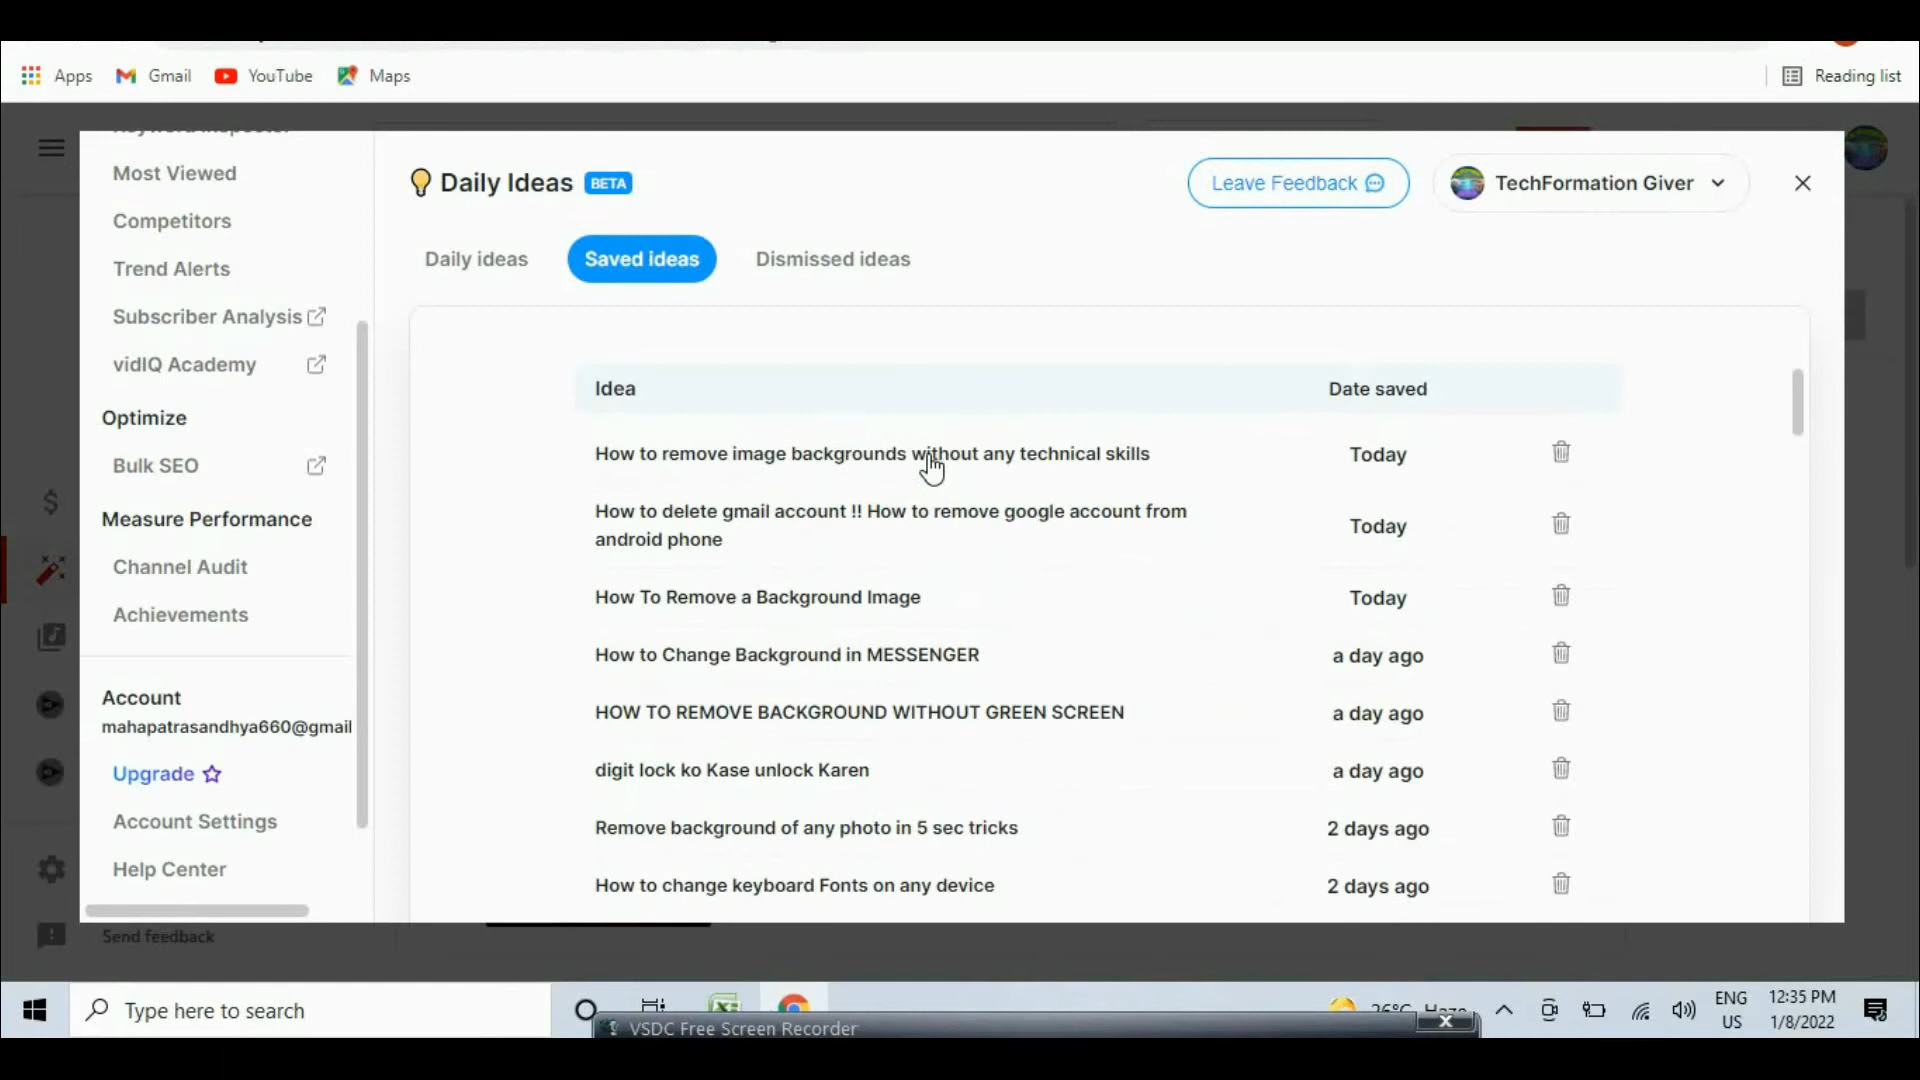 Apps Gmail YouTube Maps Reading list
Most Viewed
Competitors
Trend Alerts
Subscriber Analysis
vidIQ Academy
Optimize
Bulk SEO
Measure Performance
Channel Audit
Achievements
Account
mahapatrasandhya660@gmail
Upgrade
Account Settings
Help Center
Send feedback
Daily Ideas BETA
Leave Feedback
TechFormation Giver
Daily ideas Saved ideas Dismissed ideas
Idea Date saved
How to remove image backgrounds without any technical skills Today
How to delete gmail account !! How to remove google account from
android phone
Today
How To Remove a Background Image Today
How to Change Background in MESSENGER a day ago
HOW TO REMOVE BACKGROUND WITHOUT GREEN SCREEN a day ago
digit lock ko Kase unlock Karen a day ago
Remove background of any photo in 5 sec tricks 2 days ago
How to change keyboard Fonts on any device 2 days ago
Type here to search
VSDC Free Screen Recorder
26°C Haze
ENG
US
12:35 PM
1/8/2022